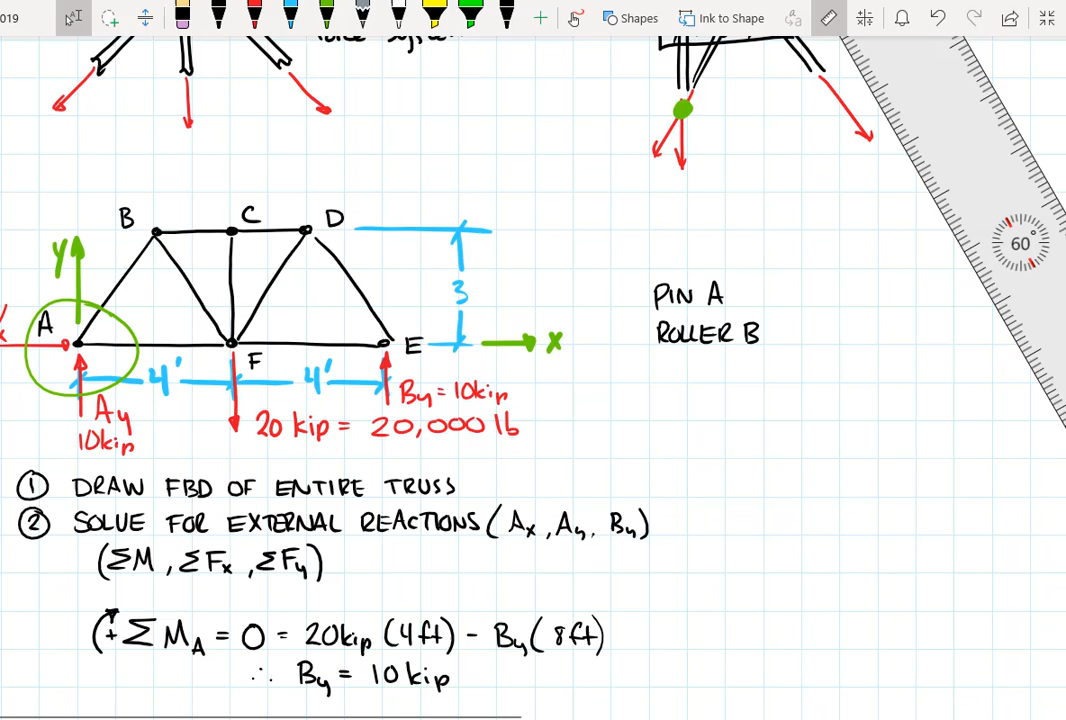 2019
Shapes
Ink to Shape
60°
B
C
D
Y
A
3
PIN A
ROLLER B
x
F
E
X
4'
4'
Ay
10kip
By = 10kip
20 kip = 20,000 lb
① DRAW FBD OF ENTIRE TRUSS
② SOLVE FOR EXTERNAL REACTIONS (Ax, Ay, By)
(ΣM, ΣFx, ΣFy)
+ ΣMA = 0 = 20kip (4ft) - By (8ft)
∴ By = 10 kip